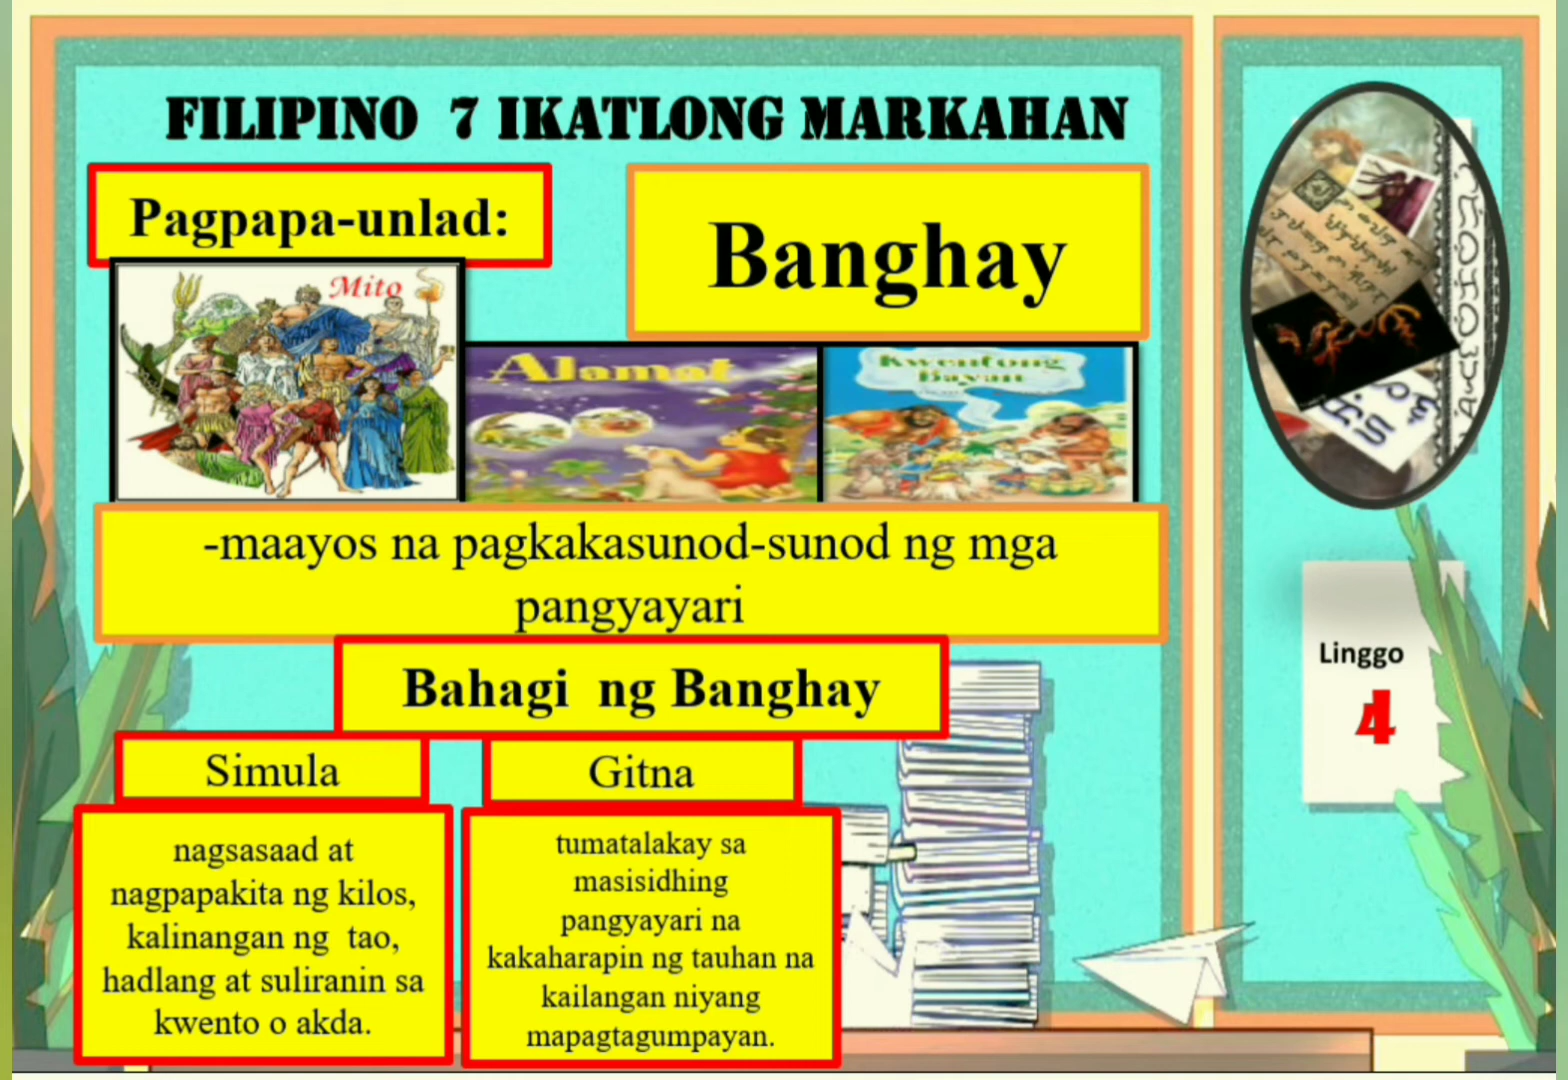 FILIPINO 7 IKATLONG MARKAHAN
Pagpapa-unlad:
Banghay
Mito
Alamat
Kwentong
Bayan
-maayos na pagkakasunod-sunod ng mga
pangyayari
Bahagi ng Banghay
Simula
nagsasaad at
nagpapakita ng kilos,
kalinangan ng tao,
hadlang at suliranin sa
kwento o akda.
Gitna
tumatalakay sa
masisidhing
pangyayari na
kakaharapin ng tauhan na
kailangan niyang
mapagtagumpayan.
Linggo
4